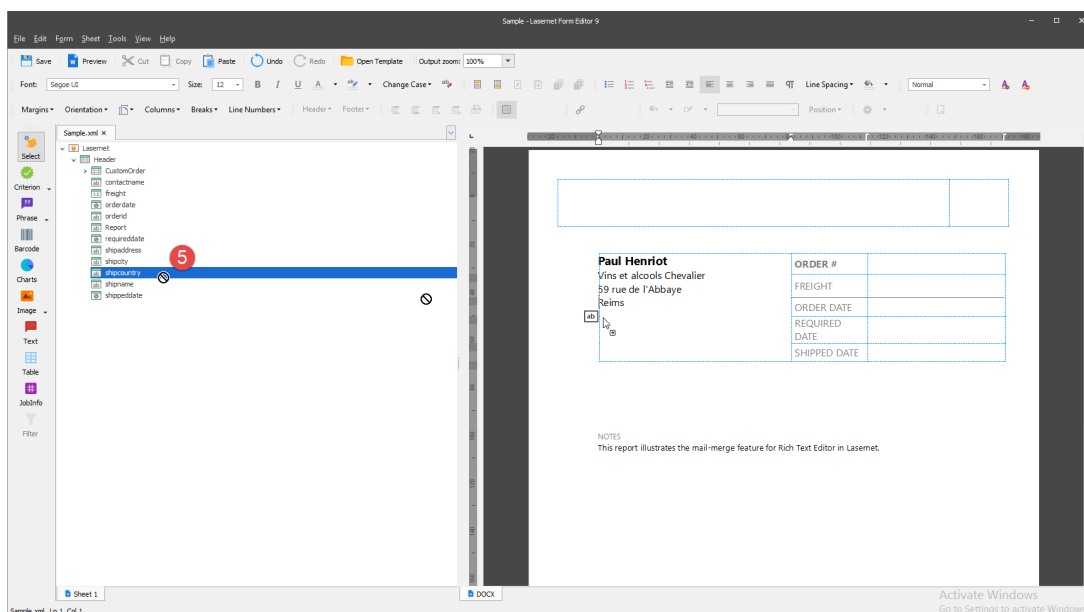 Sample - Lasernet Form Editor 9
File Edit Form Sheet Tools View Help
Save Preview Cut Copy Paste Undo Redo Open Template Output zoom: 100%
Font: Segoe UI Size: 12 B I U A Change Case Line Spacing Normal
Margins Orientation Columns Breaks Line Numbers Header Footer Position
Sample.xml ×
Select
Criterion
Phrase
Barcode
Charts
Image
Text
Table
JobInfo
Filter
Lasernet
Header
CustomOrder
contactname
freight
orderdate
orderid
Report
requireddate
shipaddress
shipcity
5
shipcountry
shipname
shippeddate
Paul Henriot
Vins et alcools Chevalier
59 rue de l'Abbaye
Reims
ab
ORDER #
FREIGHT
ORDER DATE
REQUIRED
DATE
SHIPPED DATE
NOTES
This report illustrates the mail-merge feature for Rich Text Editor in Lasernet.
Sheet 1
DOCX
Activate Windows
Go to Settings to activate Windows
Sample.xml Ln 1, Col 1